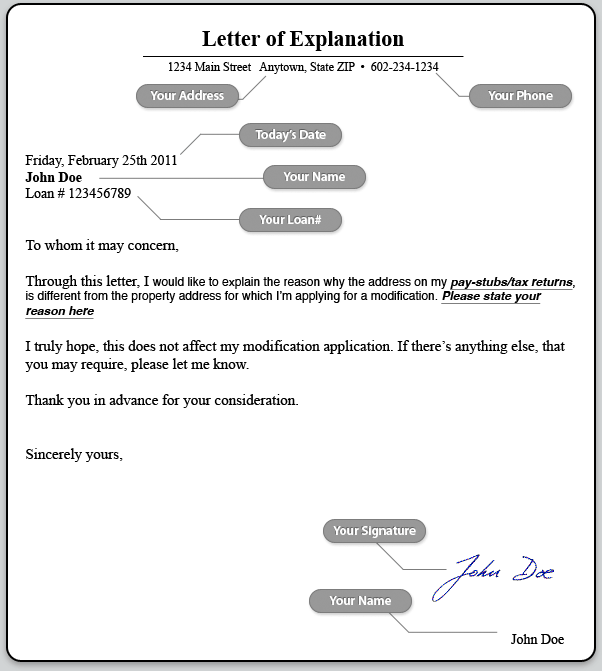 Letter of Explanation
1234 Main Street Anytown, State ZIP • 602-234-1234
Your Address
Your Phone
Today's Date
Friday, February 25th 2011
John Doe
Your Name
Loan # 123456789
Your Loan#
To whom it may concern,
Through this letter, I would like to explain the reason why the address on my pay-stubs/tax returns,
is different from the property address for which I'm applying for a modification. Please state your
reason here
I truly hope, this does not affect my modification application. If there's anything else, that
you may require, please let me know.
Thank you in advance for your consideration.
Sincerely yours,
Your Signature
John Doe
Your Name
John Doe